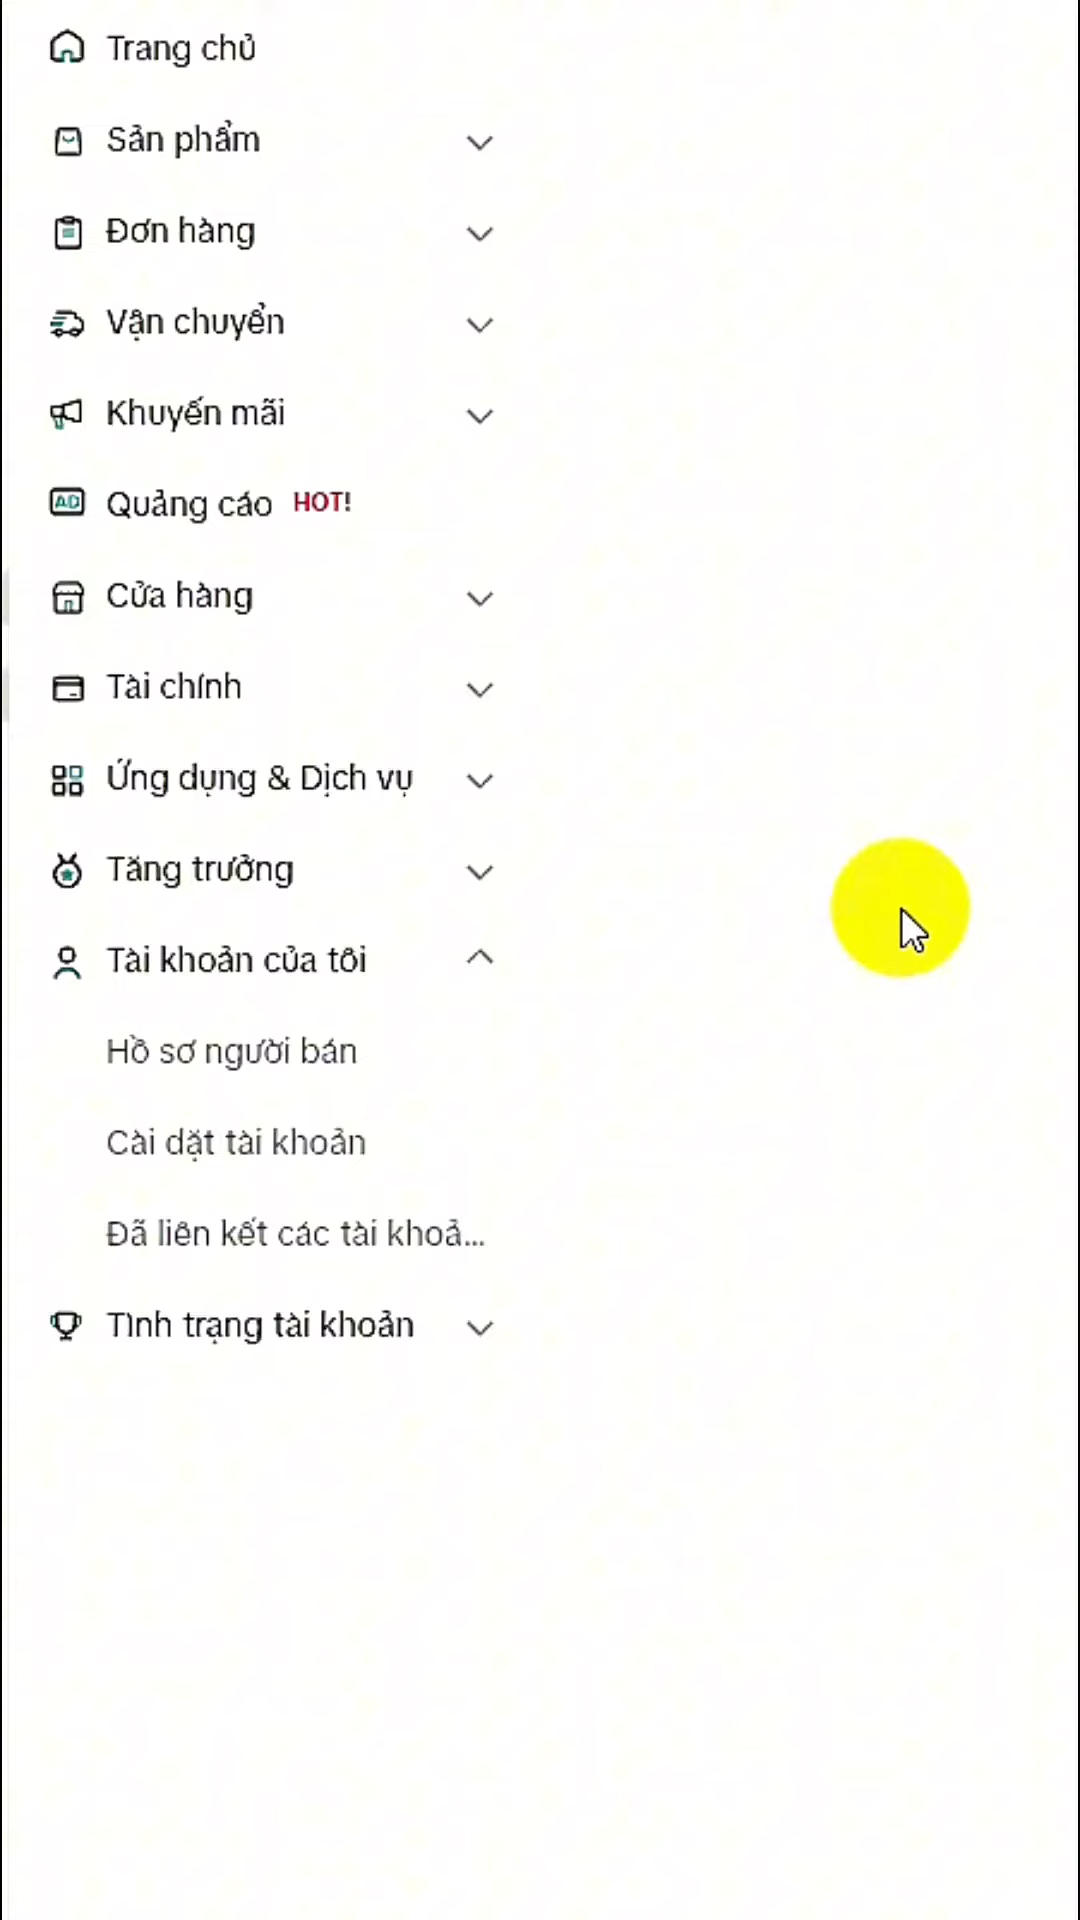 Trang chủ
Sản phẩm
Đơn hàng
Vận chuyển
Khuyến mãi
AD Quảng cáo HOT!
Cửa hàng
Tài chính
Ứng dụng & Dịch vụ
Tăng trưởng
Tài khoản của tôi
Hồ sơ người bán
Cài dặt tài khoản
Đã liên kết các tài khoả...
Tình trạng tài khoản